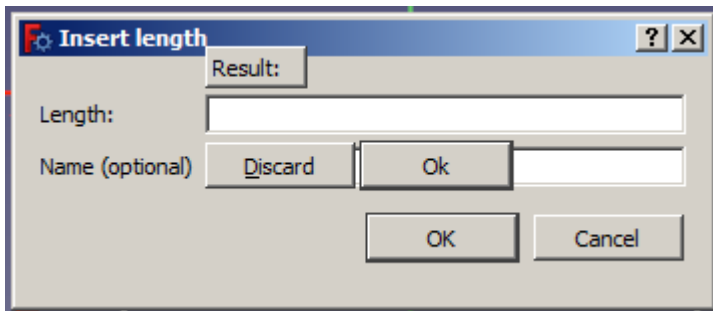 Insert length
Result:
Length:
Name (optional) Discard Ok
OK Cancel